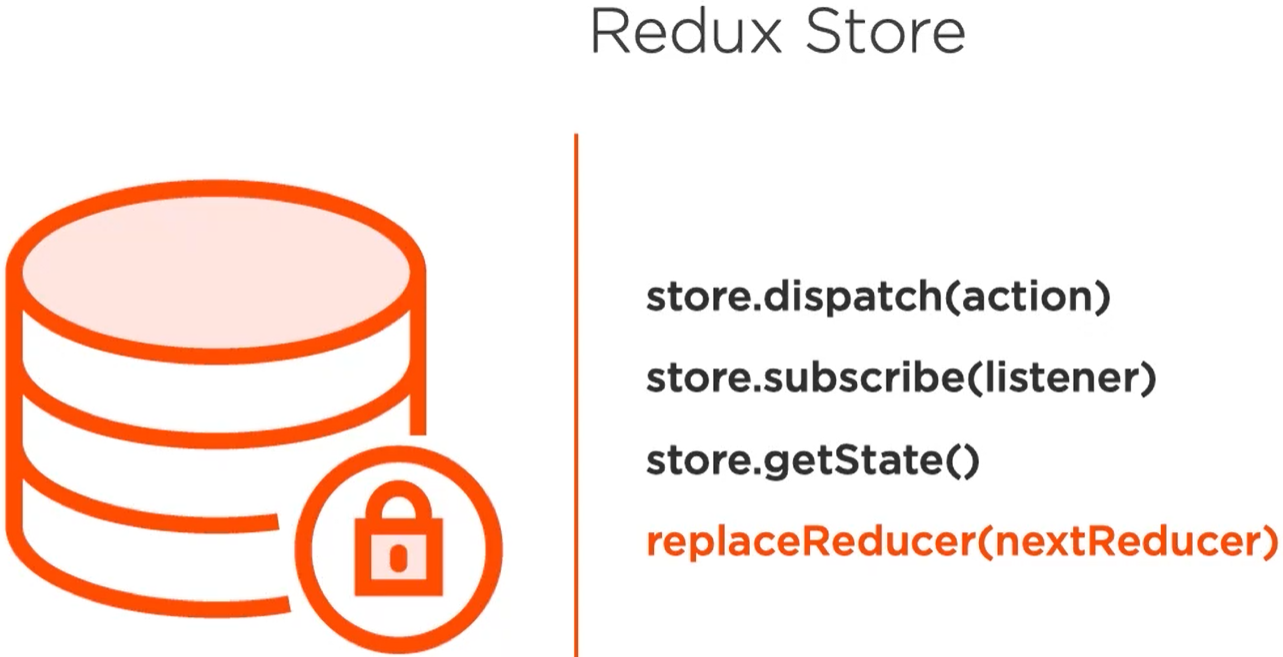 Redux Store
store.dispatch(action)
store.subscribe(listener)
store.getState()
replaceReducer(nextReducer)